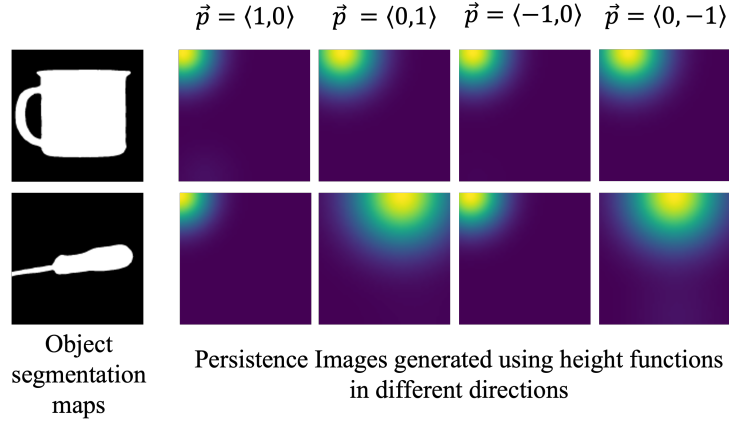 p⃗ = ⟨1,0⟩ p⃗ = ⟨0,1⟩ p⃗ = ⟨−1,0⟩ p⃗ = ⟨0, −1⟩
Object
segmentation
maps
Persistence Images generated using height functions
in different directions